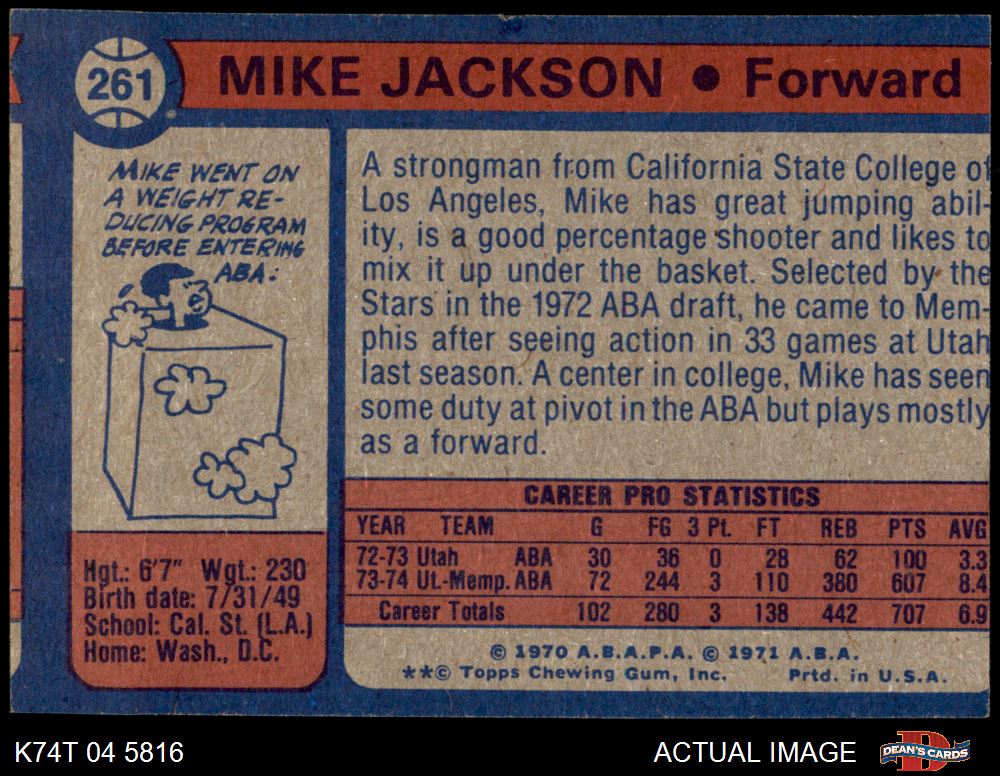 261
MIKE JACKSON • Forward
MIKE WENT ON
A WEIGHT RE-
DUCING PROGRAM
BEFORE ENTERING
ABA:
A strongman from California State College of
Los Angeles, Mike has great jumping abil-
ity, is a good percentage shooter and likes to
mix it up under the basket. Selected by the
Stars in the 1972 ABA draft, he came to Mem-
phis after seeing action in 33 games at Utah
last season. A center in college, Mike has seen
some duty at pivot in the ABA but plays mostly
as a forward.
Hgt.: 6'7" Wgt.: 230
Birth date: 7/31/49
School: Cal. St. (L.A.)
Home: Wash., D.C.
CAREER PRO STATISTICS
YEAR TEAM G FG 3 Pt. FT REB PTS AVG
72-73 Utah ABA 30 36 0 28 62 100 3.3
73-74 Ut.-Memp. ABA 72 244 3 110 380 607 8.4
Career Totals 102 280 3 138 442 707 6.9
© 1970 A.B.A.P.A. © 1971 A.B.A.
**© Topps Chewing Gum, Inc. Prtd. in U.S.A.
K74T 04 5816
ACTUAL IMAGE
DEAN'S CARDS